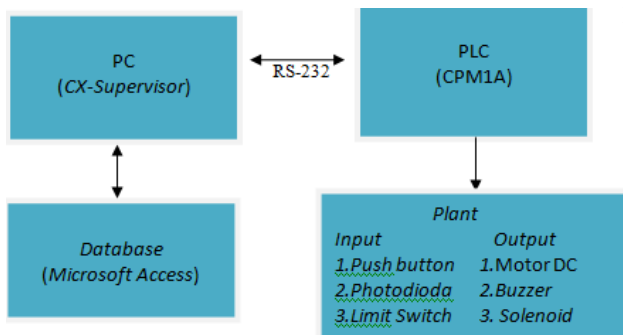 PC
(CX-Supervisor)
RS-232
PLC
(CPM1A)
Database
(Microsoft Access)
Plant
Input Output
1.Push button 1.Motor DC
2.Photodioda 2.Buzzer
3.Limit Switch 3. Solenoid